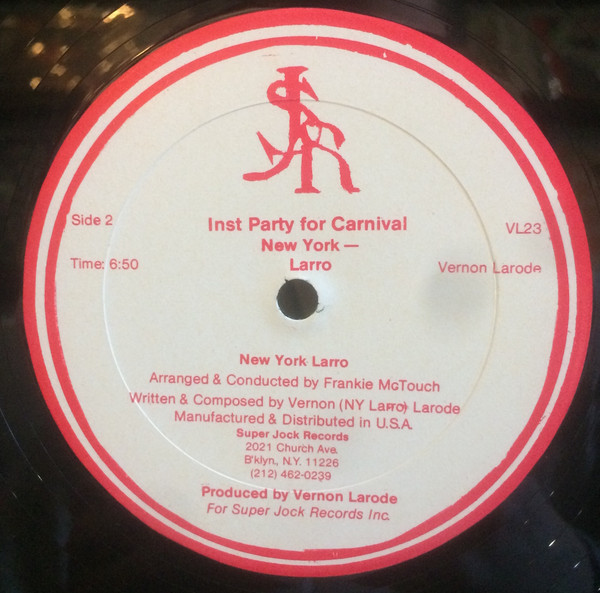 SJR
Side 2
Inst Party for Carnival
VL23
New York —
Time: 6:50
Larro
Vernon Larode
New York Larro
Arranged & Conducted by Frankie McTouch
Written & Composed by Vernon (NY Larro) Larode
Manufactured & Distributed in U.S.A.
Super Jock Records
2021 Church Ave.
B'klyn, N.Y. 11226
(212) 462-0239
Produced by Vernon Larode
For Super Jock Records Inc.